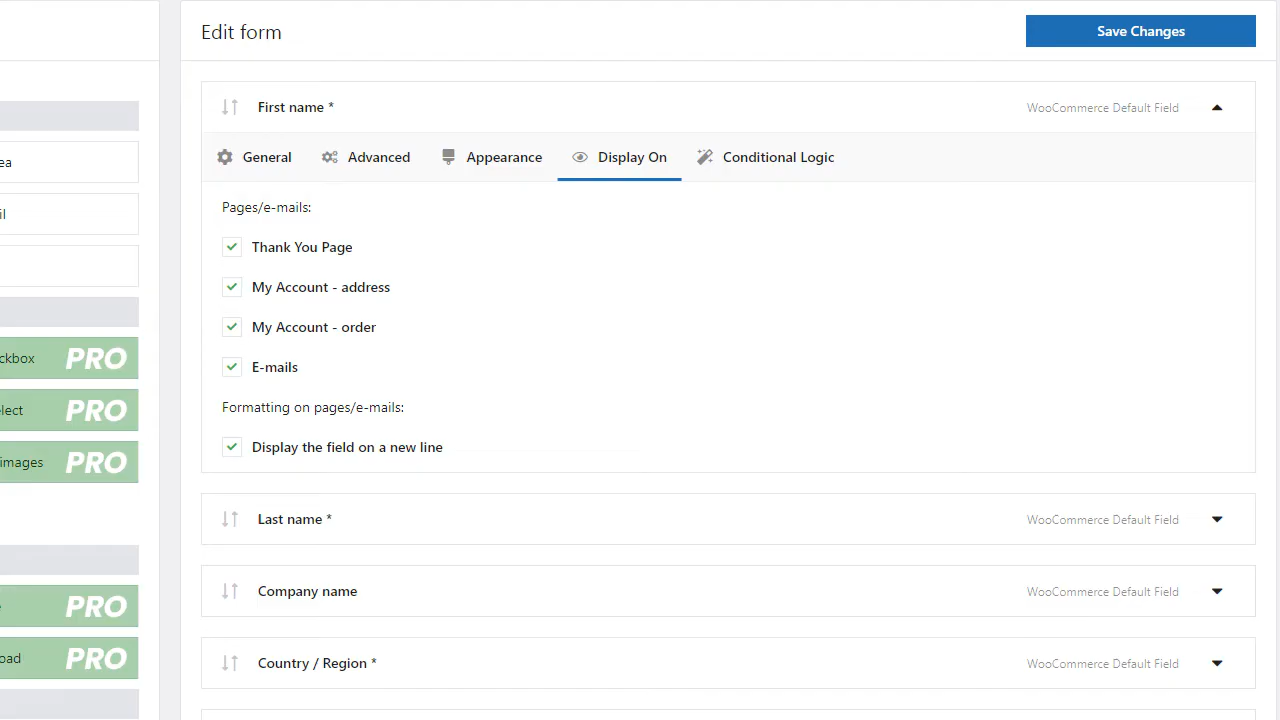 Edit form
Save Changes
First name *
WooCommerce Default Field
General
Advanced
Appearance
Display On
Conditional Logic
Pages/e-mails:
Thank You Page
My Account - address
My Account - order
E-mails
Formatting on pages/e-mails:
Display the field on a new line
Last name *
WooCommerce Default Field
Company name
WooCommerce Default Field
Country / Region *
WooCommerce Default Field
ea
il
ckbox PRO
elect PRO
images PRO
PRO
oad PRO